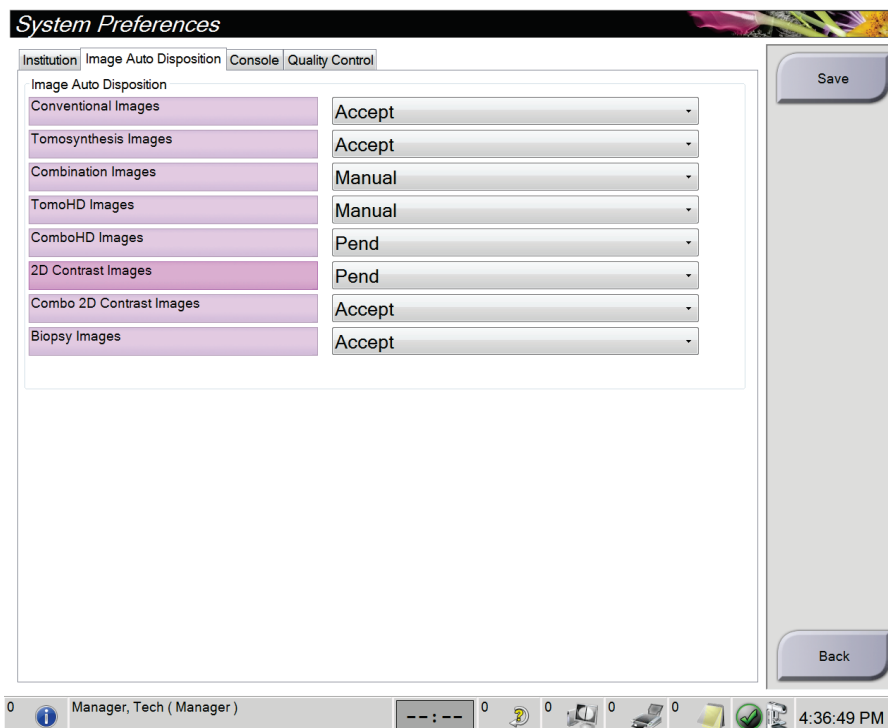 System Preferences
Institution Image Auto Disposition Console Quality Control
Image Auto Disposition
Conventional Images Accept
Tomosynthesis Images Accept
Combination Images Manual
TomoHD Images Manual
ComboHD Images Pend
2D Contrast Images Pend
Combo 2D Contrast Images Accept
Biopsy Images Accept
Save
Back
0 Manager, Tech ( Manager ) --:-- 0 0 0 0 4:36:49 PM